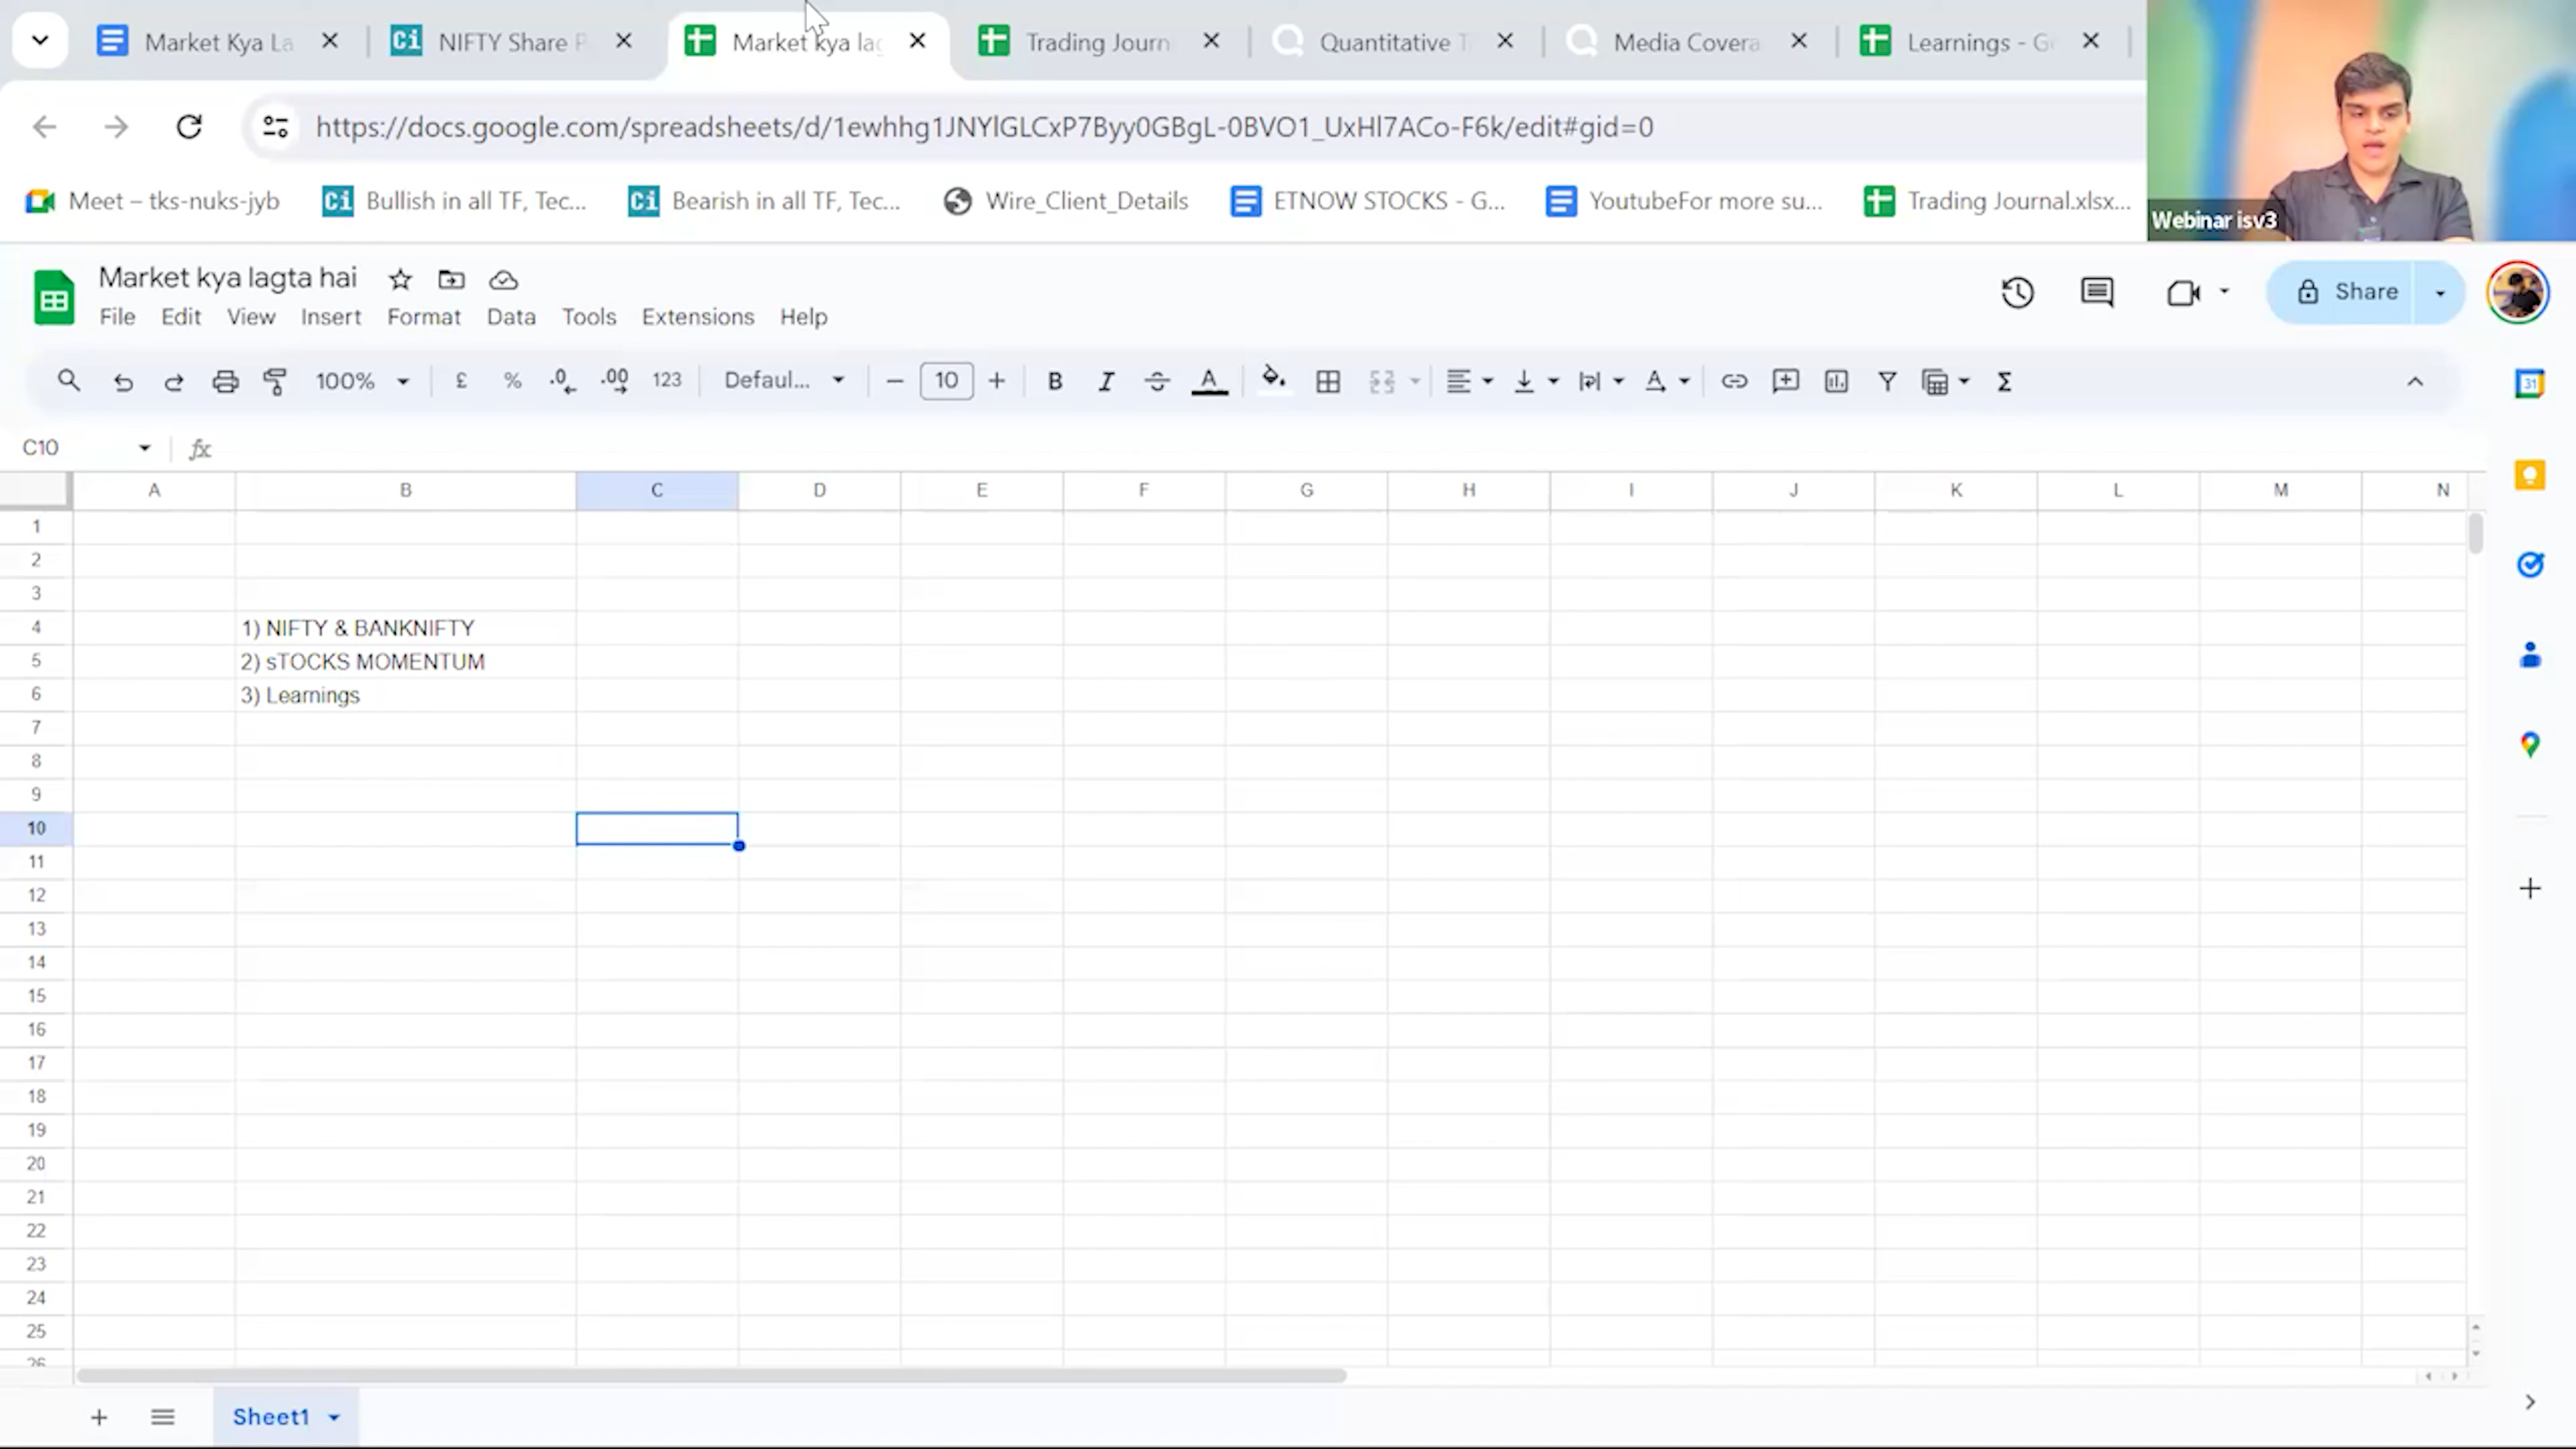 Market Kya La
NIFTY Share P
Market kya lag
Trading Journ
Quantitative T
Media Covera
Learnings - G
https://docs.google.com/spreadsheets/d/1ewhhg1JNYlGLCxP7Byy0GBgL-0BVO1_UxHl7ACo-F6k/edit#gid=0
Meet – tks-nuks-jyb
Bullish in all TF, Tec...
Bearish in all TF, Tec...
Wire_Client_Details
ETNOW STOCKS - G...
YoutubeFor more su...
Trading Journal.xlsx...
Webinar isv3
Market kya lagta hai
File Edit View Insert Format Data Tools Extensions Help
Share
100% £ % .0 .00 123 Defaul... 10 B I A
C10 fx
A B C D E F G H I J K L M N
1
2
3
4 1) NIFTY & BANKNIFTY
5 2) sTOCKS MOMENTUM
6 3) Learnings
7
8
9
10
11
12
13
14
15
16
17
18
19
20
21
22
23
24
25
26
Sheet1